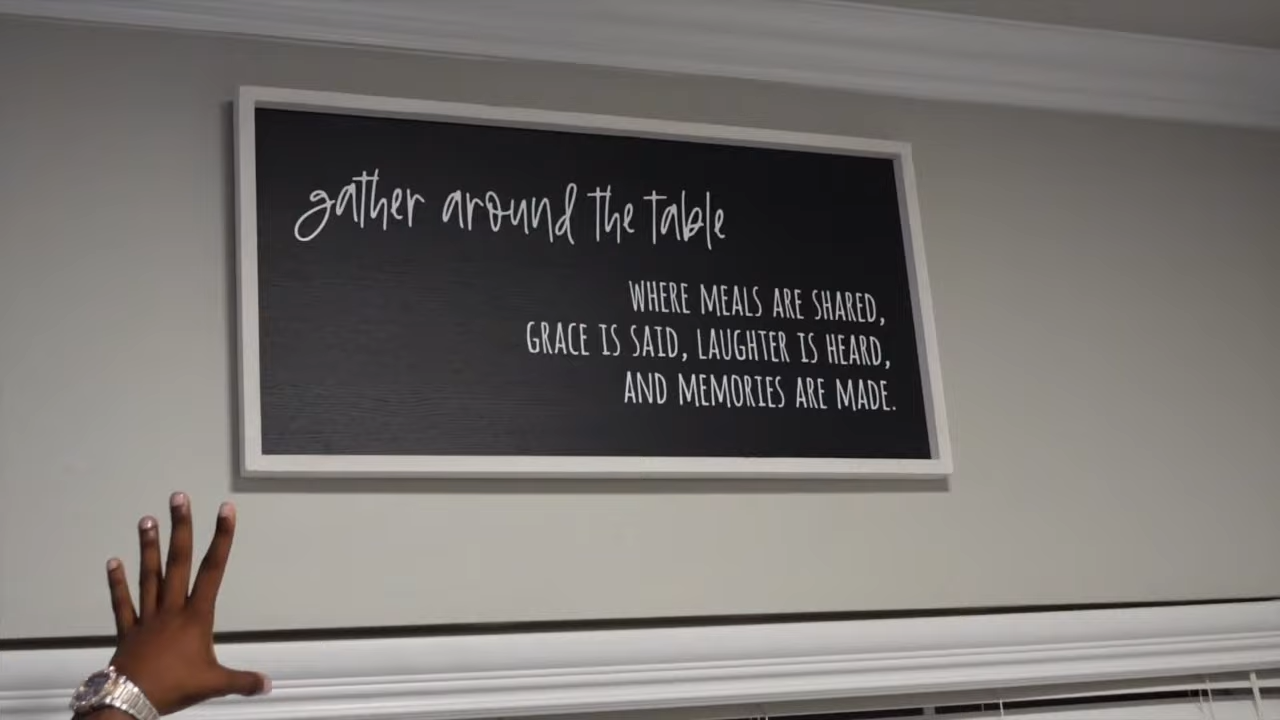 gather around the table
WHERE MEALS ARE SHARED,
GRACE IS SAID, LAUGHTER IS HEARD,
AND MEMORIES ARE MADE.